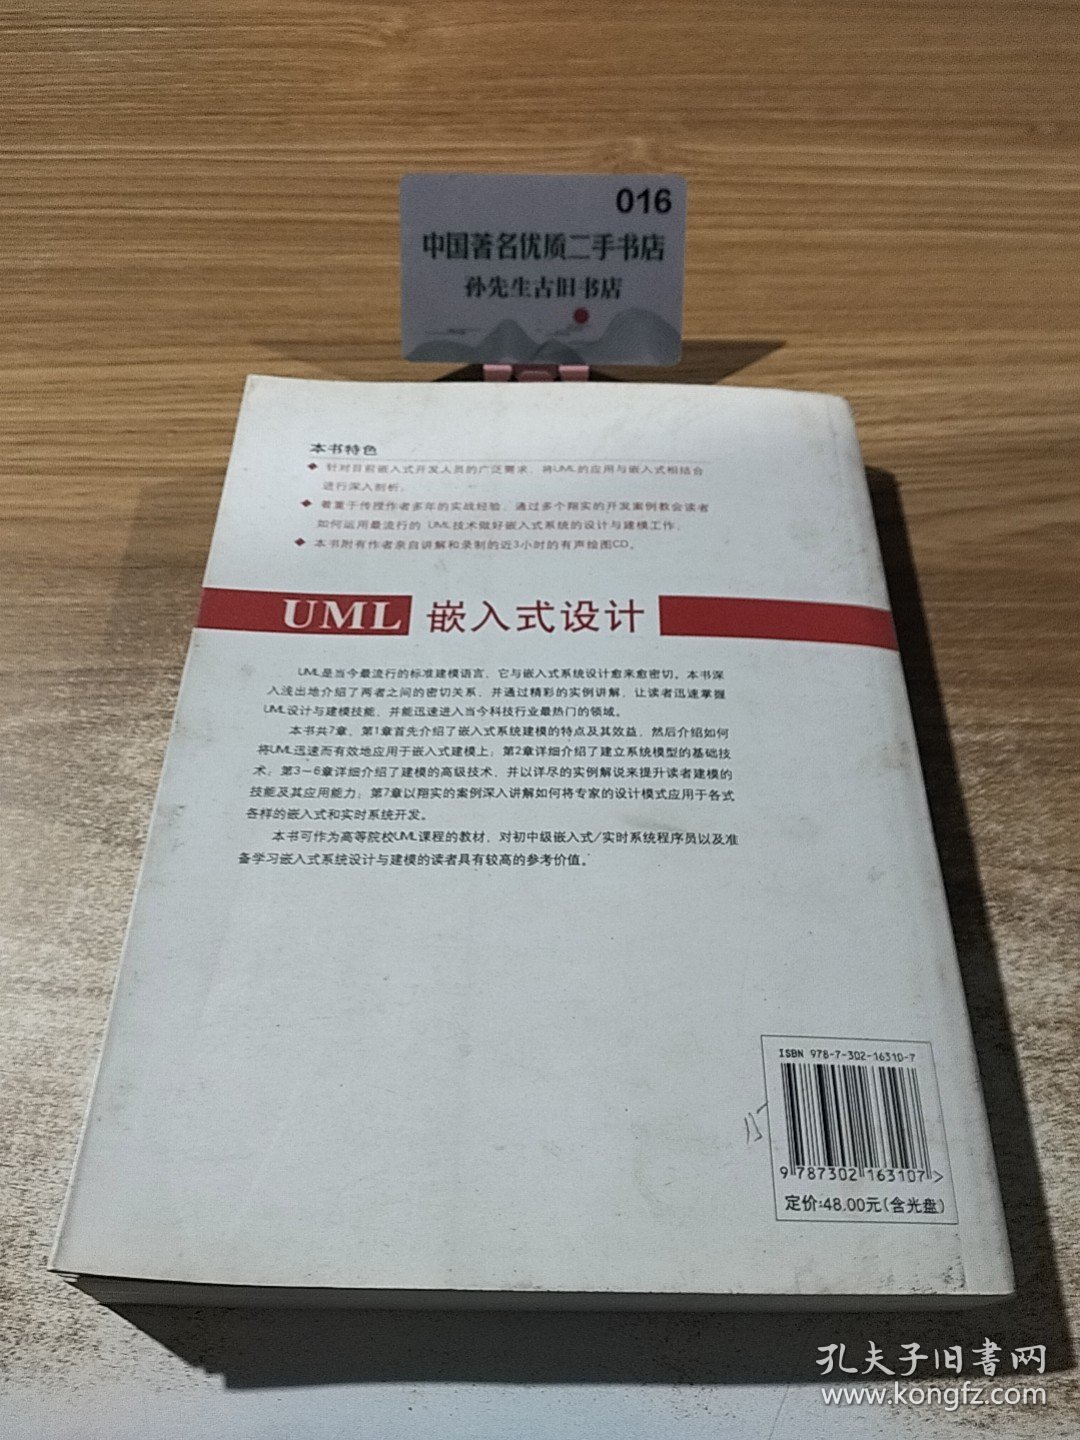 016
中国著名优质二手书店
孙先生古旧书店
本书特色
◆ 针对目前嵌入式开发人员的广泛需求，将UML的应用与嵌入式相结合
进行深入剖析。
◆ 着重于传授作者多年的实战经验，通过多个翔实的开发案例教会读者
如何运用最流行的 UML技术做好嵌入式系统的设计与建模工作。
◆ 本书附有作者亲自讲解和录制的近3小时的有声绘图CD。
UML 嵌入式设计
UML是当今最流行的标准建模语言，它与嵌入式系统设计愈来愈密切。本书深
入浅出地介绍了两者之间的密切关系，并通过精彩的实例讲解，让读者迅速掌握
UML设计与建模技能，并能迅速进入当今科技行业最热门的领域。
本书共7章，第1章首先介绍了嵌入式系统建模的特点及其效益，然后介绍如何
将UML迅速而有效地应用于嵌入式建模上；第2章详细介绍了建立系统模型的基础技
术；第3～6章详细介绍了建模的高级技术，并以详尽的实例解说来提升读者建模的
技能及其应用能力；第7章以翔实的案例深入讲解如何将专家的设计模式应用于各式
各样的嵌入式和实时系统开发。
本书可作为高等院校UML课程的教材，对初中级嵌入式/实时系统程序员以及准
备学习嵌入式系统设计与建模的读者具有较高的参考价值。
ISBN 978-7-302-16310-7
9 787302 163107 >
定价:48.00元(含光盘)
孔夫子旧书网
www.kongfz.com